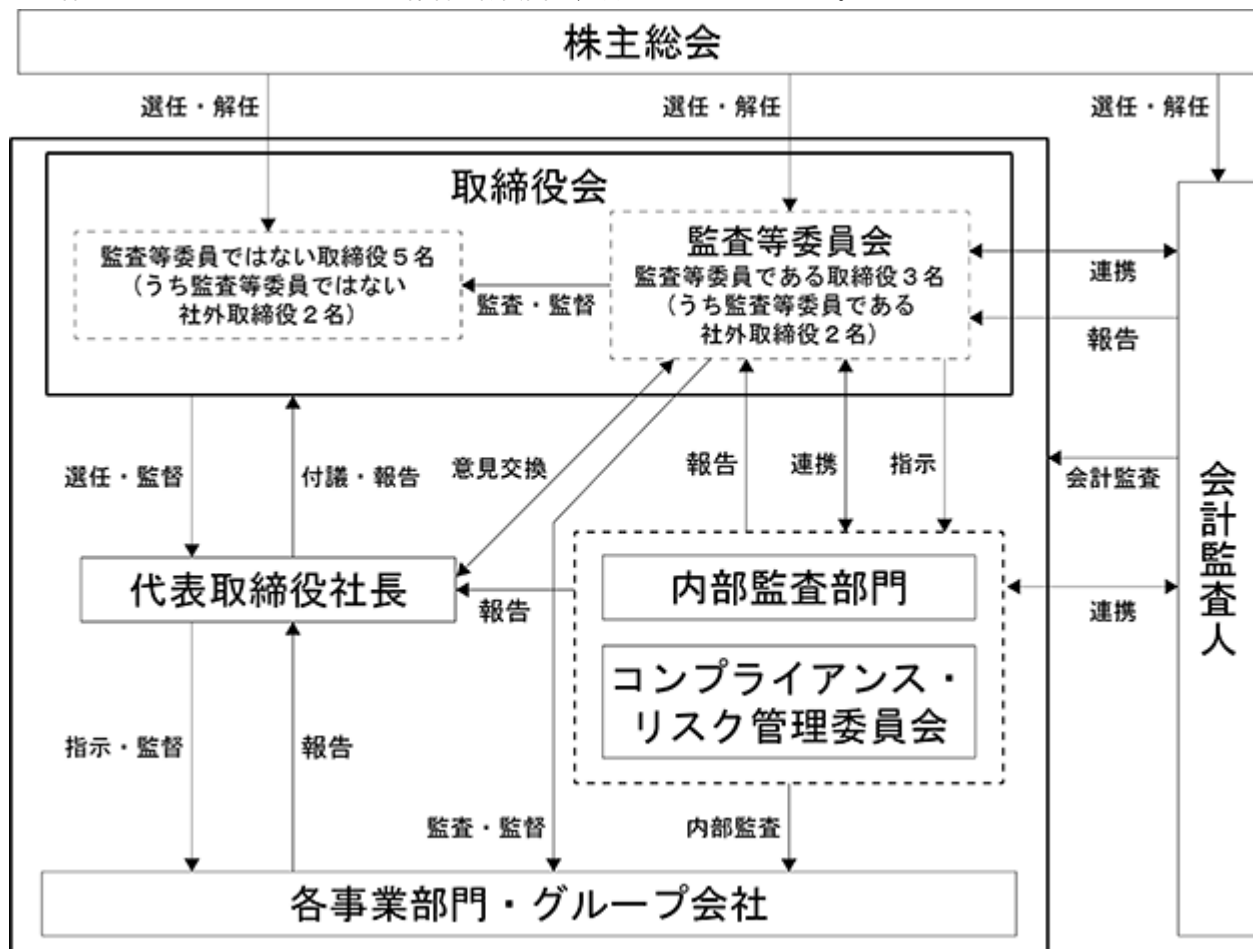 株主総会
選任・解任
選任・解任
選任・解任
取締役会
監査等委員ではない取締役５名
（うち監査等委員ではない
社外取締役２名）
監査・監督
監査等委員会
監査等委員である取締役３名
（うち監査等委員である
社外取締役２名）
連携
報告
選任・監督
付議・報告
意見交換
報告
連携
指示
会計監査
会計監査人
代表取締役社長
報告
内部監査部門
コンプライアンス・
リスク管理委員会
連携
指示・監督
報告
監査・監督
内部監査
各事業部門・グループ会社